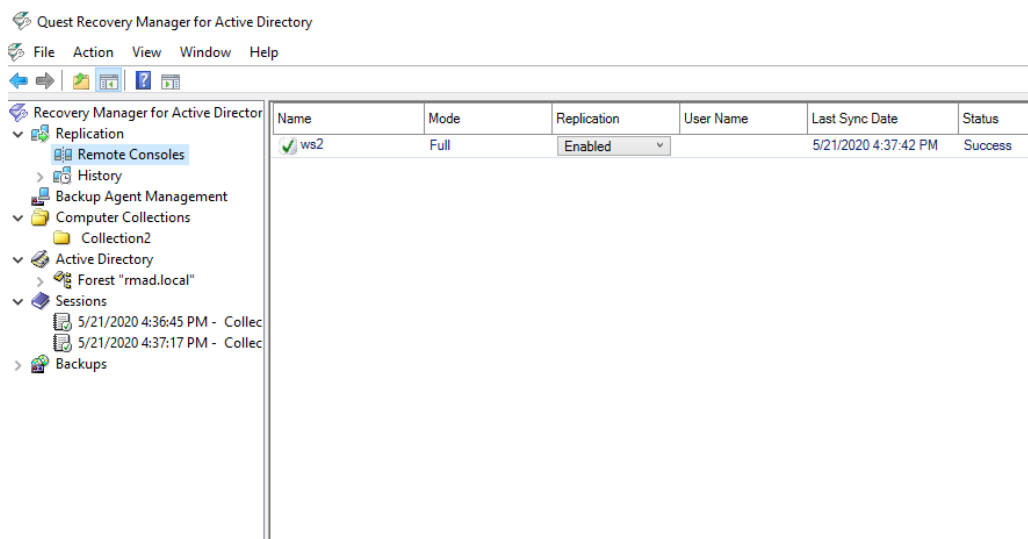 Quest Recovery Manager for Active Directory
File Action View Window Help
Recovery Manager for Active Director
Replication
Remote Consoles
History
Backup Agent Management
Computer Collections
Collection2
Active Directory
Forest "rmad.local"
Sessions
5/21/2020 4:36:45 PM - Collec
5/21/2020 4:37:17 PM - Collec
Backups
Name Mode Replication User Name Last Sync Date Status
ws2 Full Enabled 5/21/2020 4:37:42 PM Success